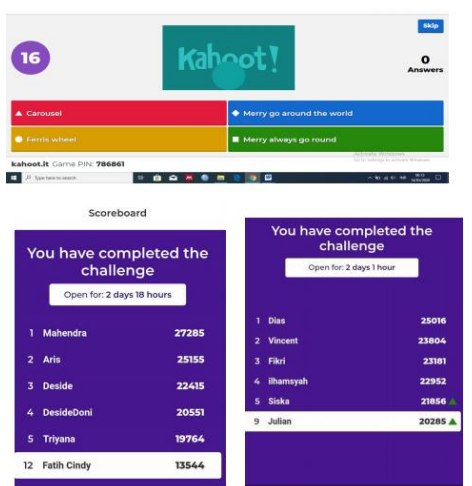 Skip
16
Kahoot!
0
Answers
Carousel
Merry go around the world
Ferris wheel
Merry always go round
Activate Windows
kahoot.it Game PIN: 786861
Type here to search
Scoreboard
You have completed the
challenge
Open for: 2 days 18 hours
1 Mahendra 27285
2 Aris 25155
3 Deside 22415
4 DesideDoni 20551
5 Triyana 19764
12 Fatih Cindy 13544
You have completed the
challenge
Open for: 2 days 1 hour
1 Dias 25016
2 Vincent 23804
3 Fikri 23181
4 ilhamsyah 22952
5 Siska 21856
9 Julian 20285